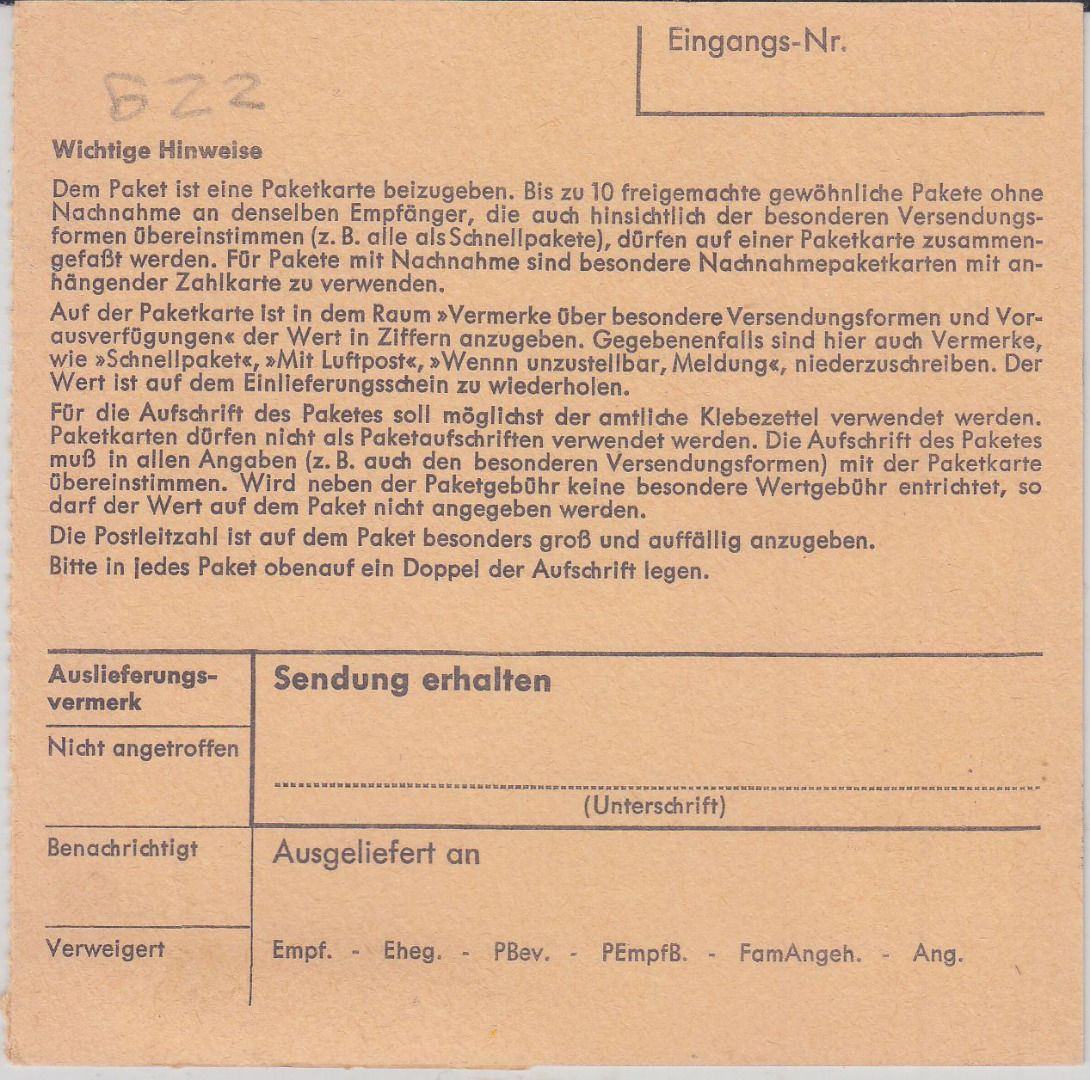 Eingangs-Nr.
622
Wichtige Hinweise
Dem Paket ist eine Paketkarte beizugeben. Bis zu 10 freigemachte gewöhnliche Pakete ohne
Nachnahme an denselben Empfänger, die auch hinsichtlich der besonderen Versendungs-
formen übereinstimmen (z. B. alle als Schnellpakete), dürfen auf einer Paketkarte zusammen-
gefaßt werden. Für Pakete mit Nachnahme sind besondere Nachnahmepaketkarten mit an-
hängender Zahlkarte zu verwenden.
Auf der Paketkarte ist in dem Raum »Vermerke über besondere Versendungsformen und Vor-
ausverfügungen« der Wert in Ziffern anzugeben. Gegebenenfalls sind hier auch Vermerke,
wie »Schnellpaket«, »Mit Luftpost«, »Wennn unzustellbar, Meldung«, niederzuschreiben. Der
Wert ist auf dem Einlieferungsschein zu wiederholen.
Für die Aufschrift des Paketes soll möglichst der amtliche Klebezettel verwendet werden.
Paketkarten dürfen nicht als Paketaufschriften verwendet werden. Die Aufschrift des Paketes
muß in allen Angaben (z. B. auch den besonderen Versendungsformen) mit der Paketkarte
übereinstimmen. Wird neben der Paketgebühr keine besondere Wertgebühr entrichtet, so
darf der Wert auf dem Paket nicht angegeben werden.
Die Postleitzahl ist auf dem Paket besonders groß und auffällig anzugeben.
Bitte in jedes Paket obenauf ein Doppel der Aufschrift legen.
Auslieferungs-
vermerk
Sendung erhalten
Nicht angetroffen
(Unterschrift)
Benachrichtigt
Ausgeliefert an
Verweigert
Empf. - Eheg. - PBev. - PEmpfB. - FamAngeh. - Ang.